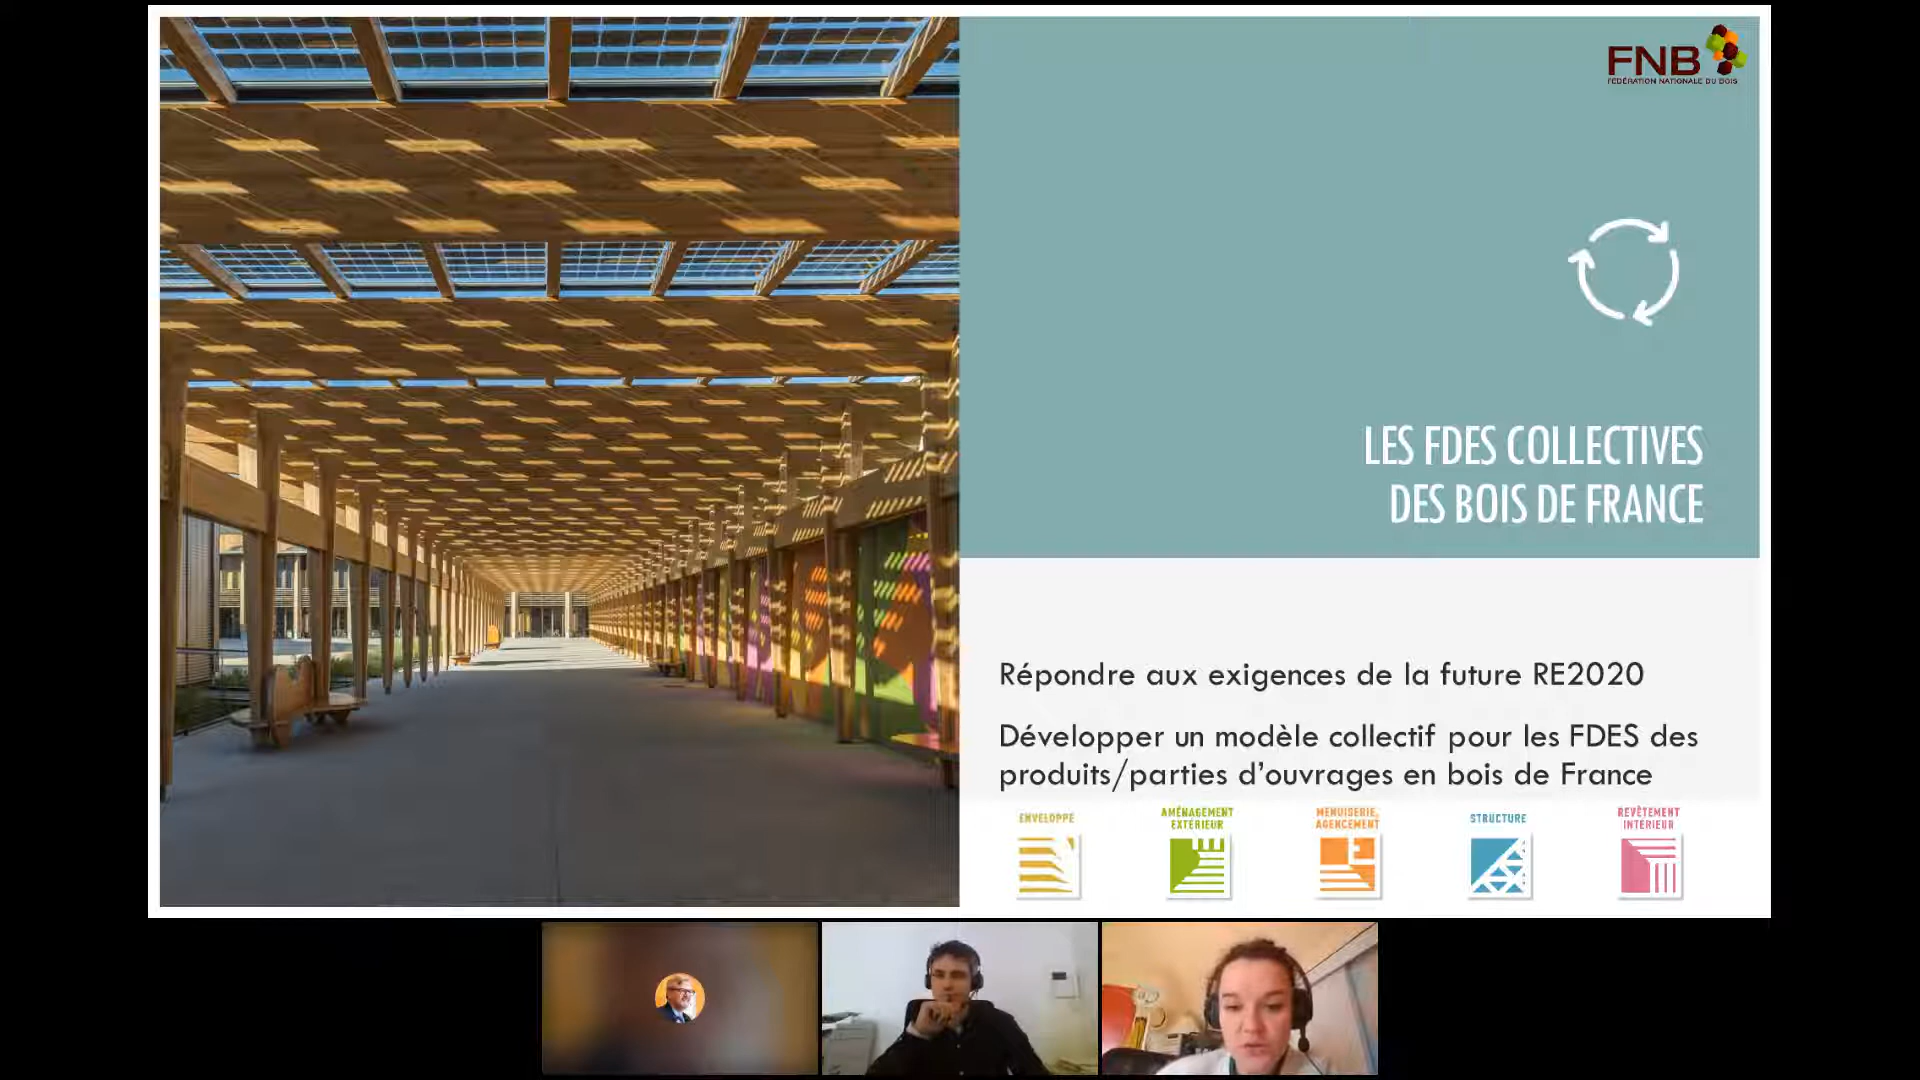 FNB
FÉDÉRATION NATIONALE DU BOIS
LES FDES COLLECTIVES
DES BOIS DE FRANCE
Répondre aux exigences de la future RE2020
Développer un modèle collectif pour les FDES des
produits/parties d'ouvrages en bois de France
ENVELOPPE
AMÉNAGEMENT
EXTÉRIEUR
MENUISERIE,
AGENCEMENT
STRUCTURE
REVÊTEMENT
INTÉRIEUR